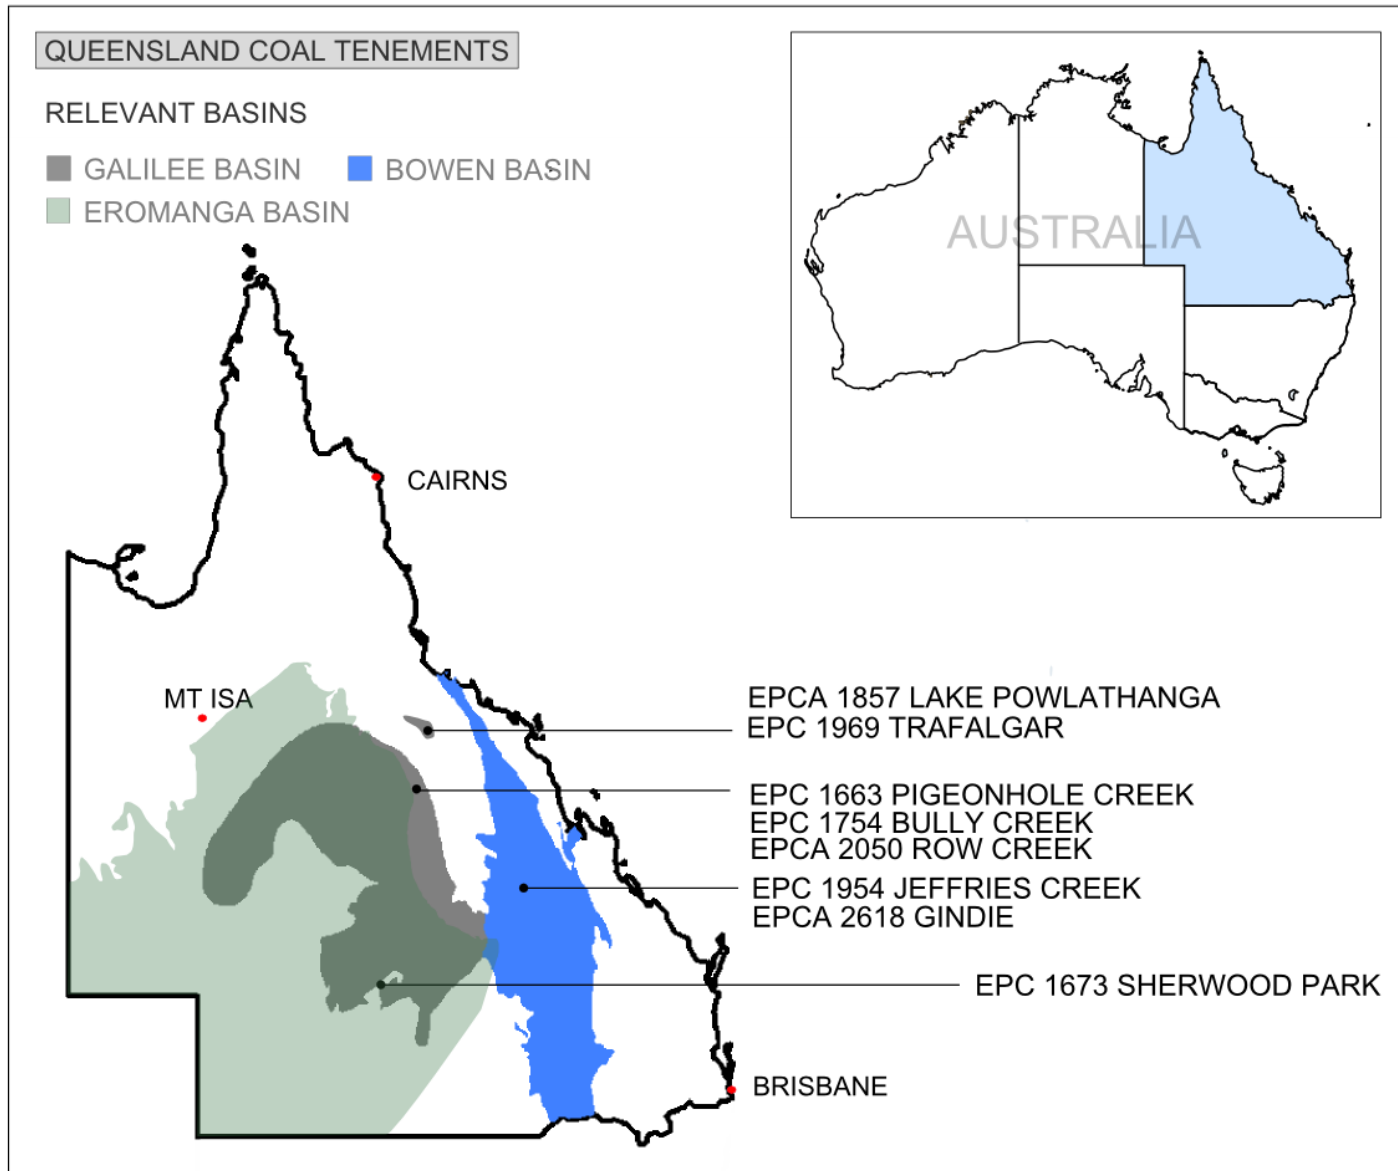 QUEENSLAND COAL TENEMENTS
RELEVANT BASINS
GALILEE BASIN
BOWEN BASIN
EROMANGA BASIN
AUSTRALIA
CAIRNS
MT ISA
EPCA 1857 LAKE POWLATHANGA
EPC 1969 TRAFALGAR
EPC 1663 PIGEONHOLE CREEK
EPC 1754 BULLY CREEK
EPCA 2050 ROW CREEK
EPC 1954 JEFFRIES CREEK
EPCA 2618 GINDIE
EPC 1673 SHERWOOD PARK
BRISBANE